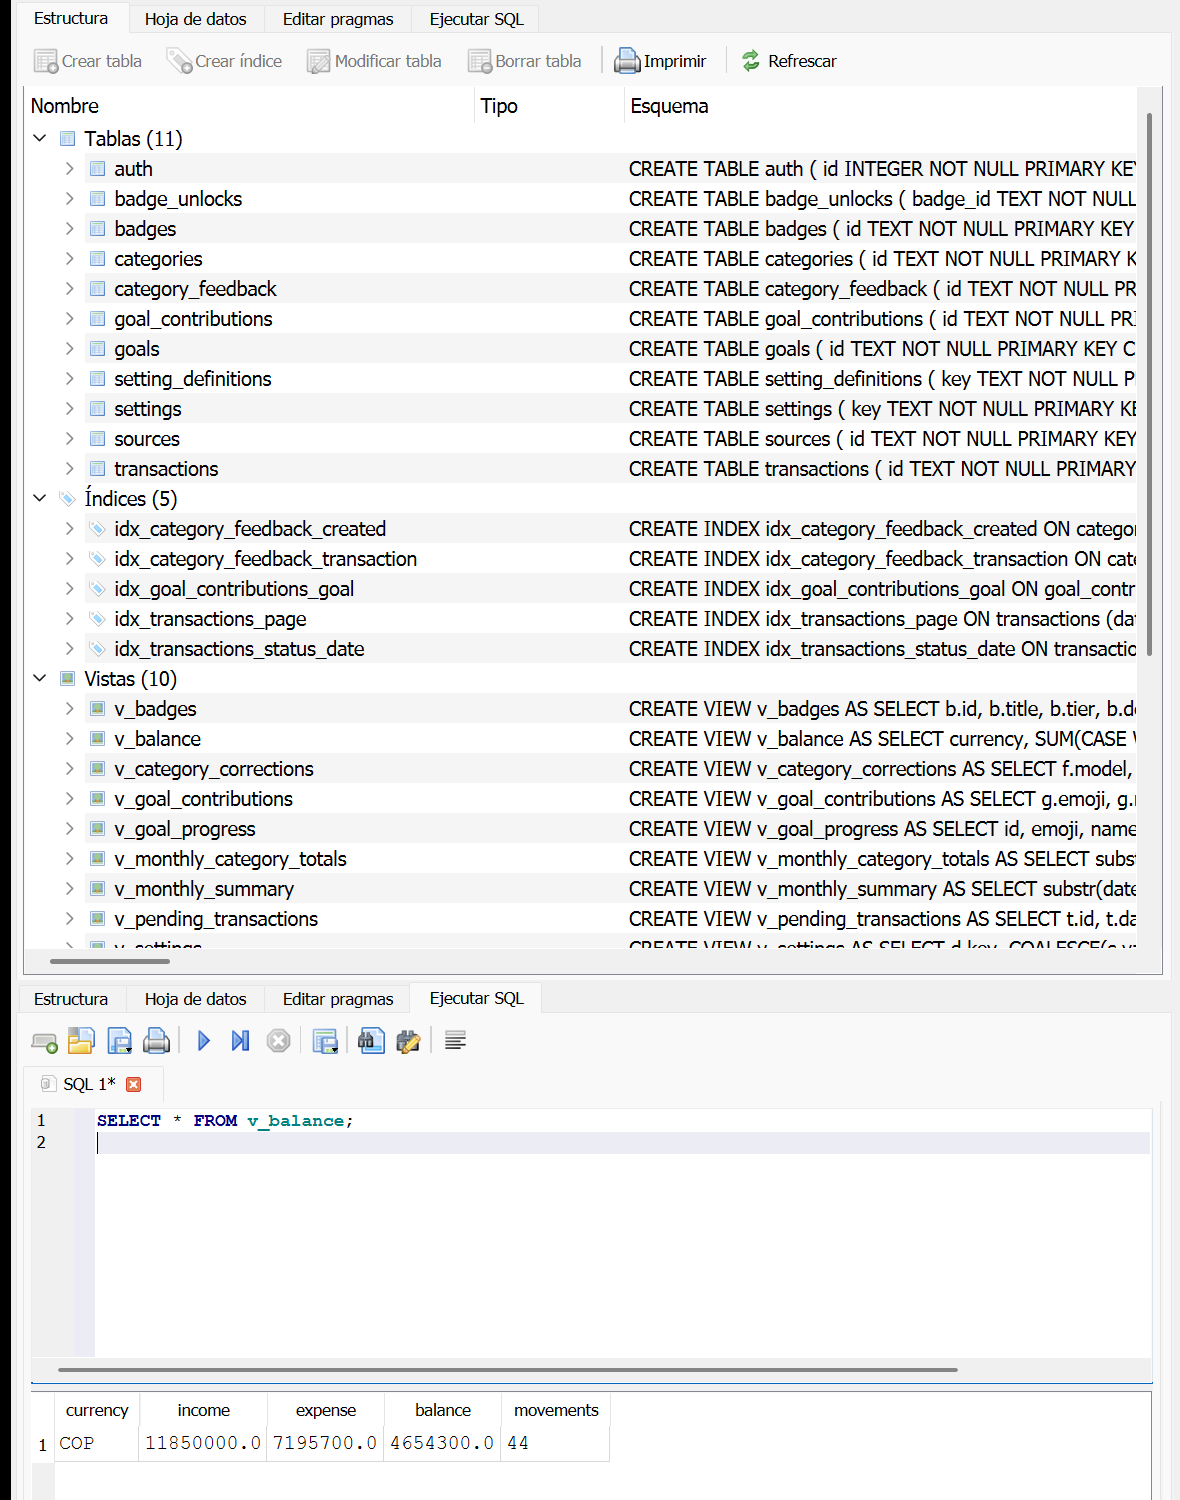 Estructura Hoja de datos Editar pragmas Ejecutar SQL
Crear tabla Crear índice Modificar tabla Borrar tabla Imprimir Refrescar
Nombre Tipo Esquema
Tablas (11)
auth CREATE TABLE auth ( id INTEGER NOT NULL PRIMARY KEY
badge_unlocks CREATE TABLE badge_unlocks ( badge_id TEXT NOT NULL
badges CREATE TABLE badges ( id TEXT NOT NULL PRIMARY KEY
categories CREATE TABLE categories ( id TEXT NOT NULL PRIMARY K
category_feedback CREATE TABLE category_feedback ( id TEXT NOT NULL PR
goal_contributions CREATE TABLE goal_contributions ( id TEXT NOT NULL PRI
goals CREATE TABLE goals ( id TEXT NOT NULL PRIMARY KEY C
setting_definitions CREATE TABLE setting_definitions ( key TEXT NOT NULL P
settings CREATE TABLE settings ( key TEXT NOT NULL PRIMARY KE
sources CREATE TABLE sources ( id TEXT NOT NULL PRIMARY KEY
transactions CREATE TABLE transactions ( id TEXT NOT NULL PRIMARY
Índices (5)
idx_category_feedback_created CREATE INDEX idx_category_feedback_created ON catego
idx_category_feedback_transaction CREATE INDEX idx_category_feedback_transaction ON cate
idx_goal_contributions_goal CREATE INDEX idx_goal_contributions_goal ON goal_contr
idx_transactions_page CREATE INDEX idx_transactions_page ON transactions (da
idx_transactions_status_date CREATE INDEX idx_transactions_status_date ON transactio
Vistas (10)
v_badges CREATE VIEW v_badges AS SELECT b.id, b.title, b.tier, b.de
v_balance CREATE VIEW v_balance AS SELECT currency, SUM(CASE W
v_category_corrections CREATE VIEW v_category_corrections AS SELECT f.model,
v_goal_contributions CREATE VIEW v_goal_contributions AS SELECT g.emoji, g.n
v_goal_progress CREATE VIEW v_goal_progress AS SELECT id, emoji, name
v_monthly_category_totals CREATE VIEW v_monthly_category_totals AS SELECT subs
v_monthly_summary CREATE VIEW v_monthly_summary AS SELECT substr(date
v_pending_transactions CREATE VIEW v_pending_transactions AS SELECT t.id, t.da
v_settings CREATE VIEW v_settings AS SELECT d.key, COALESCE(s.v
Estructura Hoja de datos Editar pragmas Ejecutar SQL
SQL 1*
1 SELECT * FROM v_balance;
2
currency income expense balance movements
1 COP 11850000.0 7195700.0 4654300.0 44